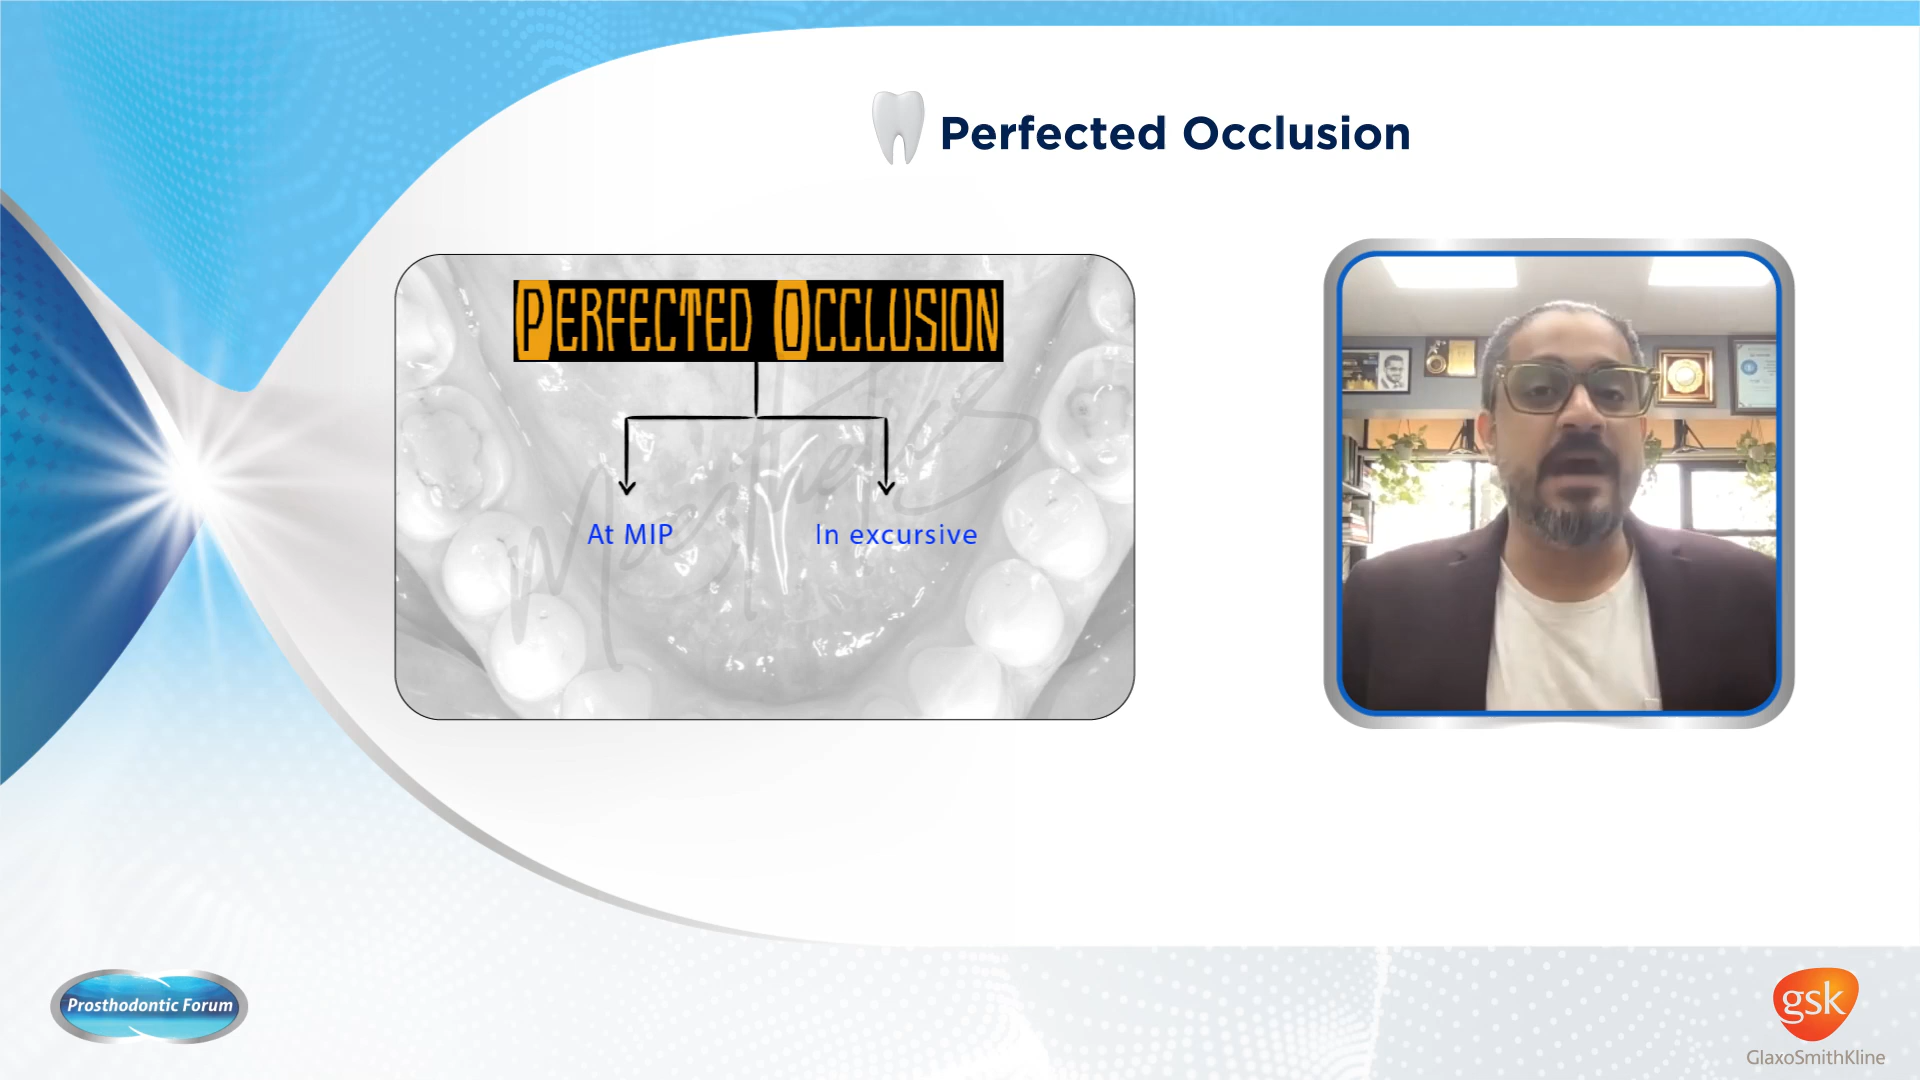 Perfected Occlusion
PERFECTED OCCLUSION
At MIP
In excursive
Prosthodontic Forum
gsk
GlaxoSmithKline